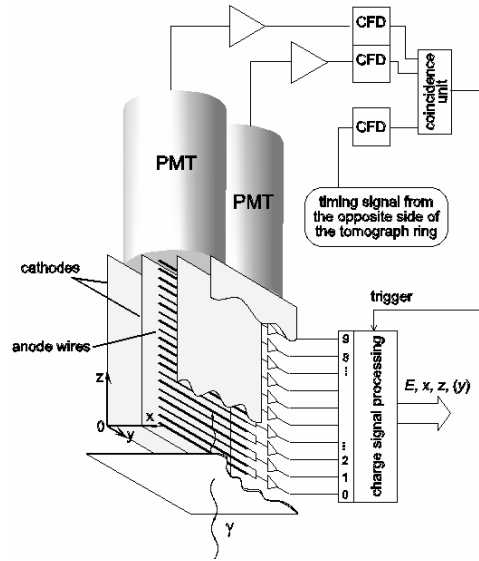 CFD
CFD
coincidence
unit
CFD
PMT
PMT
timing signal from
the opposite side of
the tomograph ring
cathodes
trigger
anode wires
9
8
⋮
E, x, z, (y)
charge signal processing
z
x
0
y
⋮
2
1
0
γ